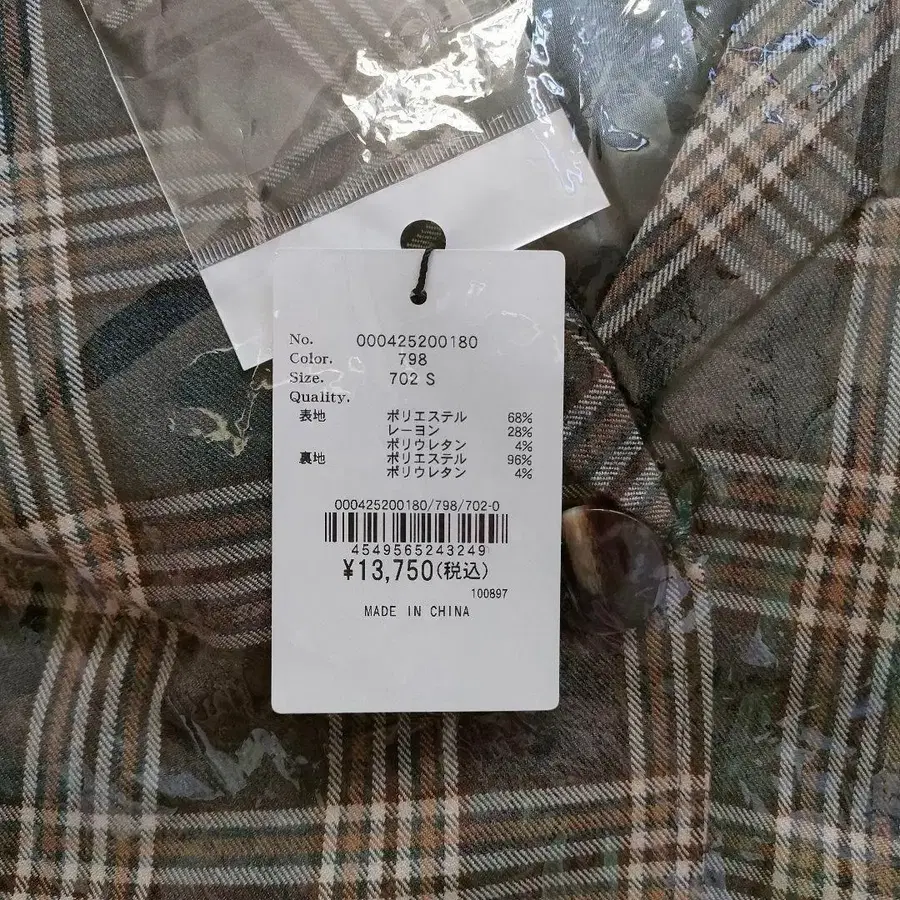 No. 000425200180
Color. 798
Size. 702 S
Quality.
表地 ポリエステル 68%
レーヨン 28%
ポリウレタン 4%
裏地 ポリエステル 96%
ポリウレタン 4%
000425200180/798/702-0
4549565243249
¥13,750(税込)
100897
MADE IN CHINA